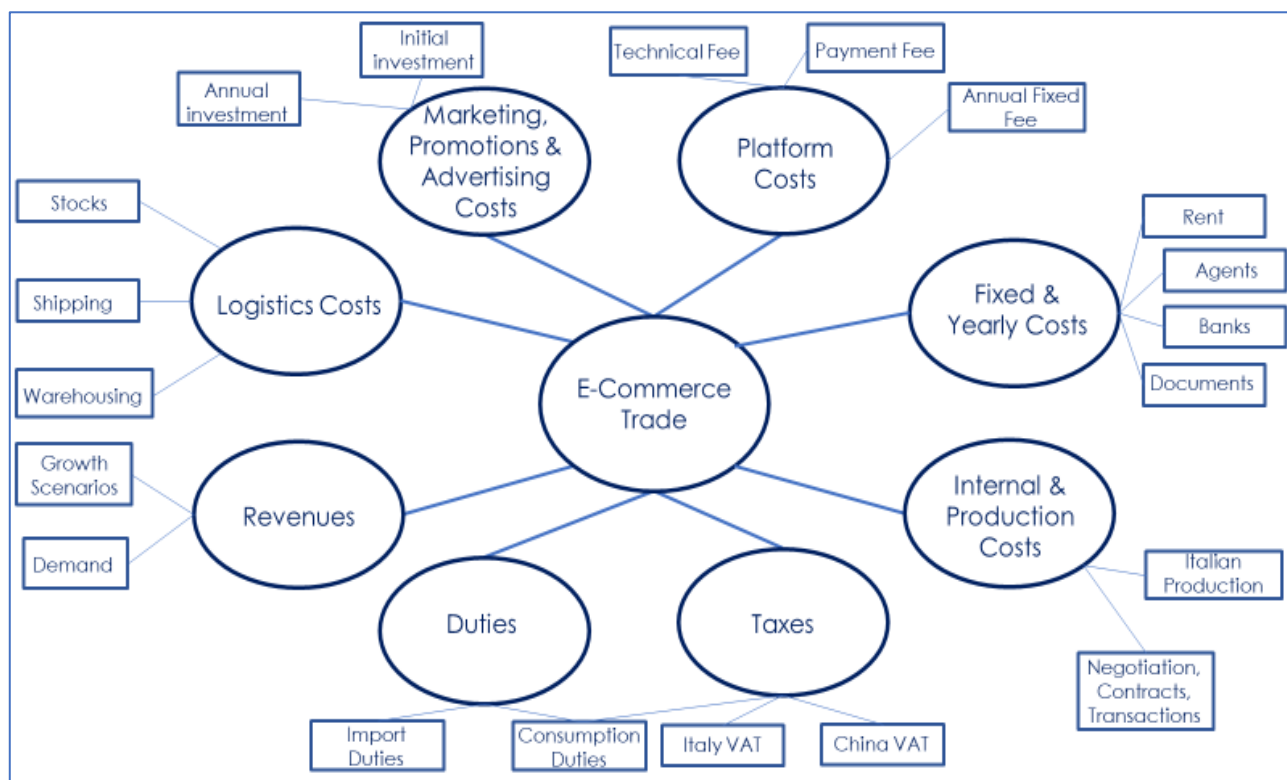 Initial
investment
Technical Fee
Payment Fee
Annual
investment
Annual Fixed
Fee
Marketing,
Promotions &
Advertising
Costs
Platform
Costs
Stocks
Rent
Shipping
Logistics Costs
Fixed &
Yearly Costs
Agents
Banks
Warehousing
E-Commerce
Trade
Documents
Growth
Scenarios
Revenues
Internal &
Production
Costs
Demand
Italian
Production
Duties
Taxes
Negotiation,
Contracts,
Transactions
Import
Duties
Consumption
Duties
Italy VAT
China VAT